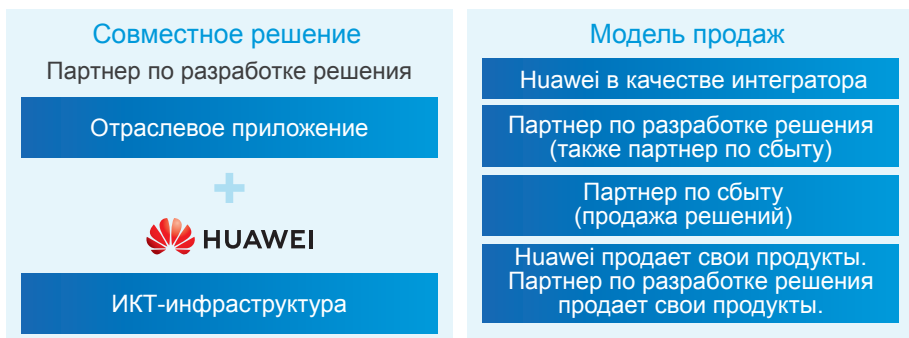 Совместное решение
Партнер по разработке решения
Отраслевое приложение
+
HUAWEI
ИКТ-инфраструктура
Модель продаж
Huawei в качестве интегратора
Партнер по разработке решения
(также партнер по сбыту)
Партнер по сбыту
(продажа решений)
Huawei продает свои продукты.
Партнер по разработке решения
продает свои продукты.